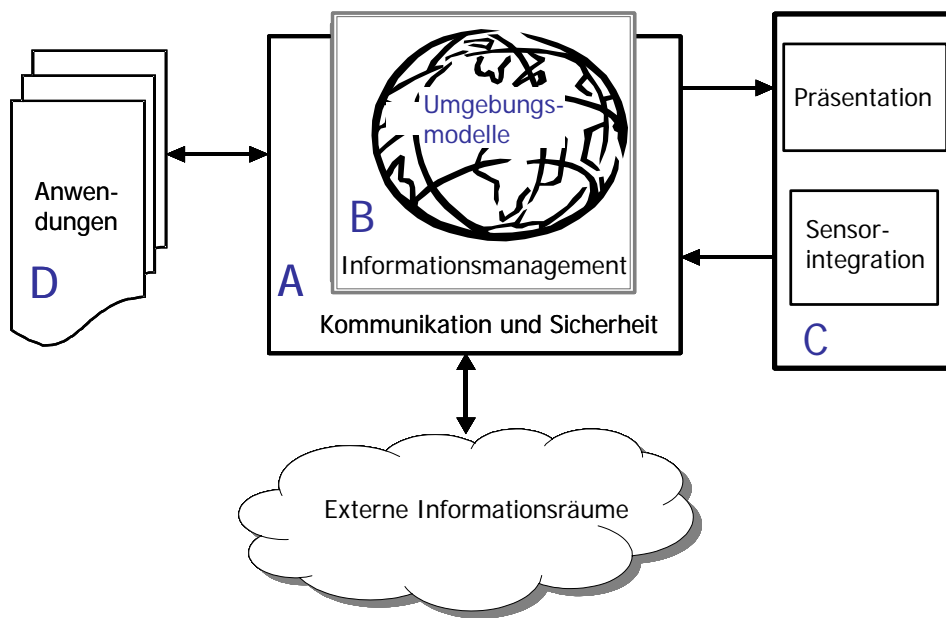 Anwen-
dungen
D
Umgebungs-
modelle
B
Informationsmanagement
A
Kommunikation und Sicherheit
Präsentation
Sensor-
integration
C
Externe Informationsräume